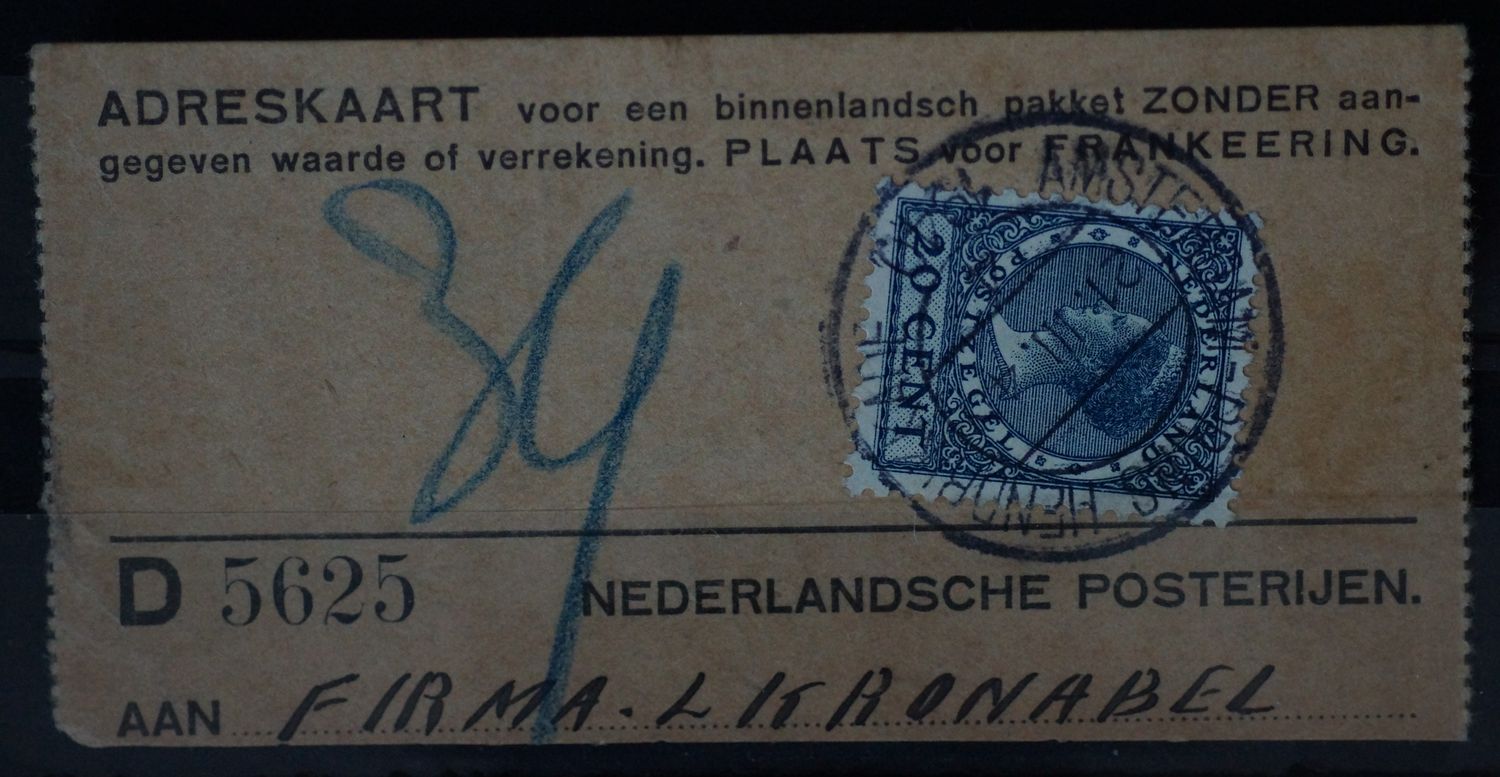 ADRESKAART voor een binnenlandsch pakket ZONDER aan-
gegeven waarde of verrekening. PLAATS voor FRANKEERING.
AMSTERDAM
NEDERLAND
POSTZEGEL
20 CENT
D 5625
NEDERLANDSCHE POSTERIJEN.
AAN FIRMA. L KRONABEL